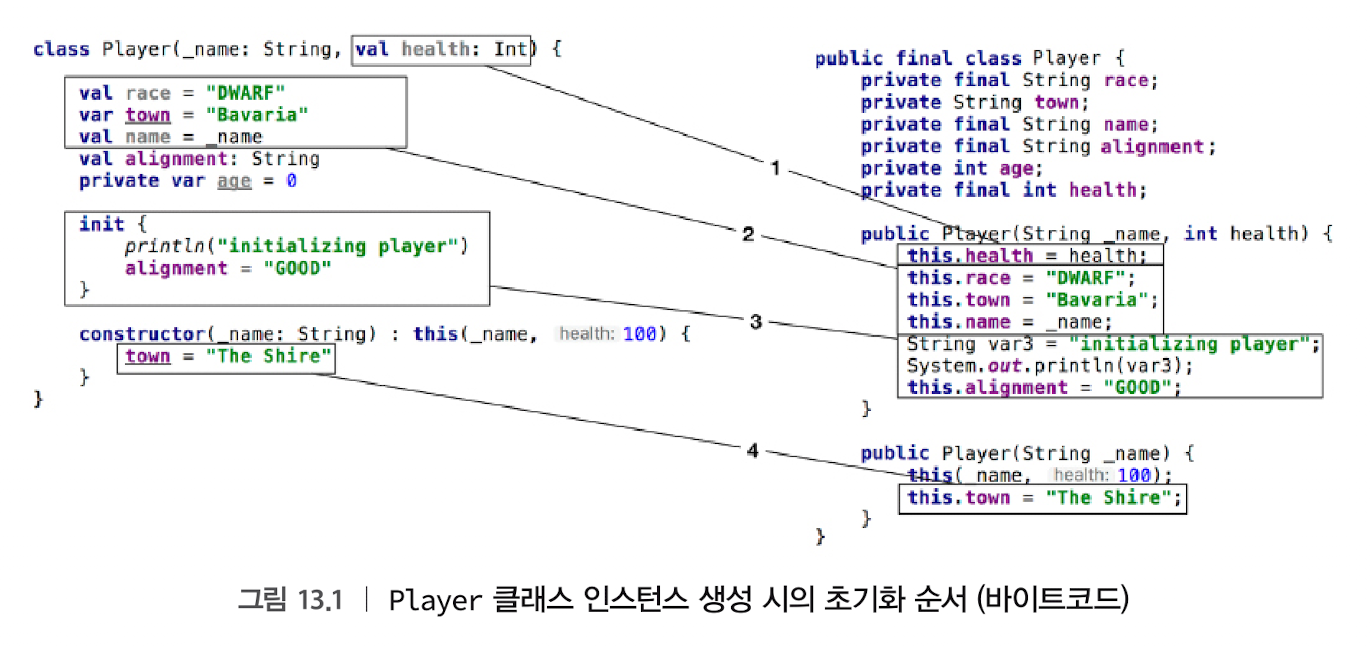 class Player(_name: String, val health: Int) {
val race = "DWARF"
var town = "Bavaria"
val name = _name
val alignment: String
private var age = 0
init {
println("initializing player")
alignment = "GOOD"
}
constructor(_name: String) : this(_name, health: 100) {
town = "The Shire"
}
}
1
2
3
4
public final class Player {
private final String race;
private String town;
private final String name;
private final String alignment;
private int age;
private final int health;
public Player(String _name, int health) {
this.health = health;
this.race = "DWARF";
this.town = "Bavaria";
this.name = _name;
String var3 = "initializing player";
System.out.println(var3);
this.alignment = "GOOD";
}
public Player(String _name) {
this(_name, health: 100);
this.town = "The Shire";
}
}
그림 13.1 | Player 클래스 인스턴스 생성 시의 초기화 순서 (바이트코드)